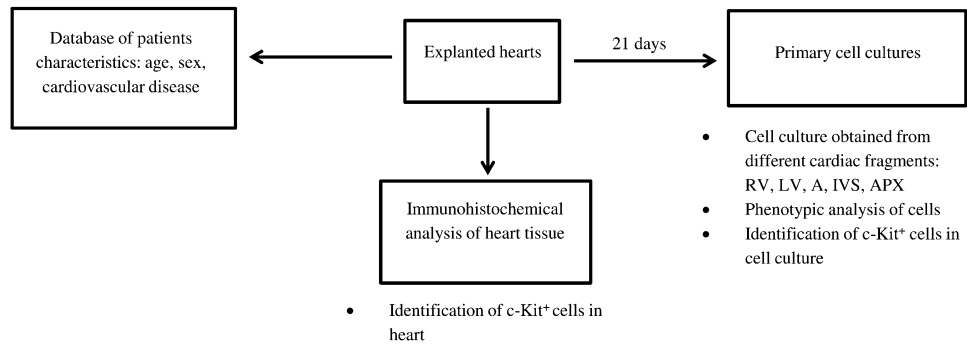 Database of patients
characteristics: age, sex,
cardiovascular disease
Explanted hearts
21 days
Primary cell cultures
• Cell culture obtained from
different cardiac fragments:
RV, LV, A, IVS, APX
• Phenotypic analysis of cells
• Identification of c-Kit⁺ cells in
cell culture
Immunohistochemical
analysis of heart tissue
• Identification of c-Kit⁺ cells in
heart